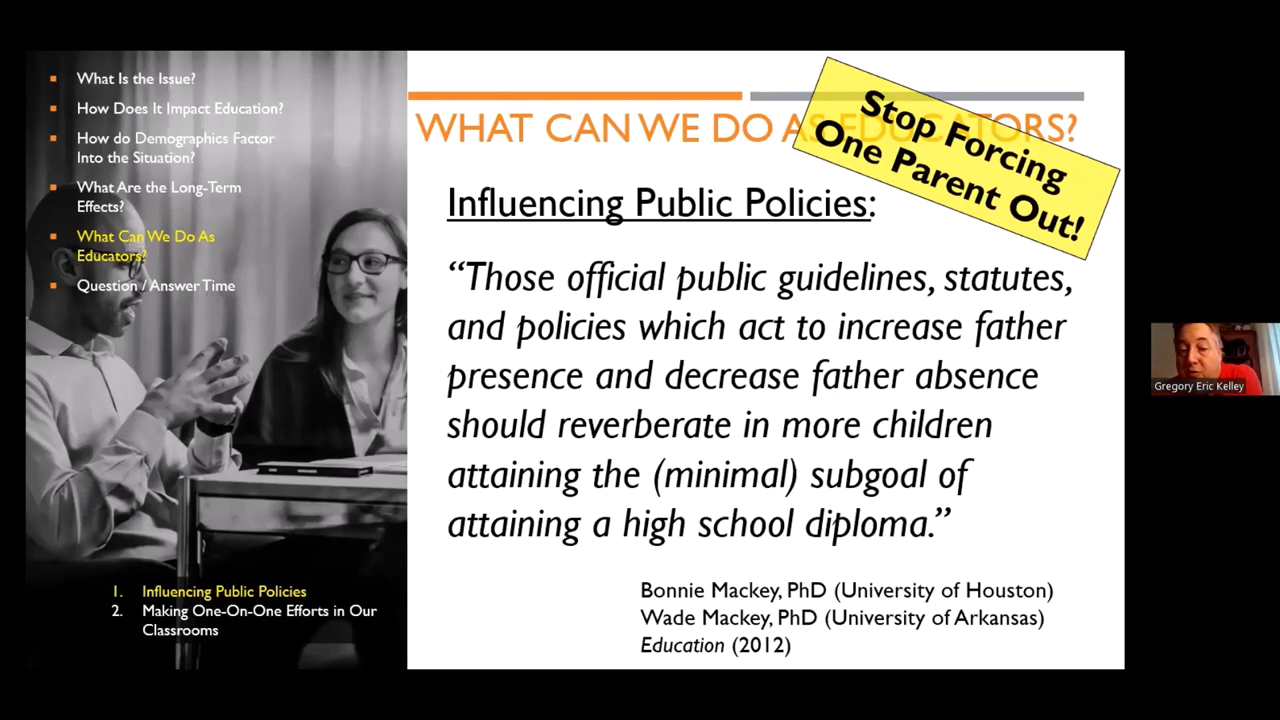 What Is the Issue?
How Does It Impact Education?
How do Demographics Factor
Into the Situation?
What Are the Long-Term
Effects?
What Can We Do As
Educators?
Question / Answer Time
1. Influencing Public Policies
2. Making One-On-One Efforts in Our
Classrooms
WHAT CAN WE DO AS EDUCATORS?
Stop Forcing
One Parent Out!
Influencing Public Policies:
“Those official public guidelines, statutes,
and policies which act to increase father
presence and decrease father absence
should reverberate in more children
attaining the (minimal) subgoal of
attaining a high school diploma.”
Bonnie Mackey, PhD (University of Houston)
Wade Mackey, PhD (University of Arkansas)
Education (2012)
Gregory Eric Kelley